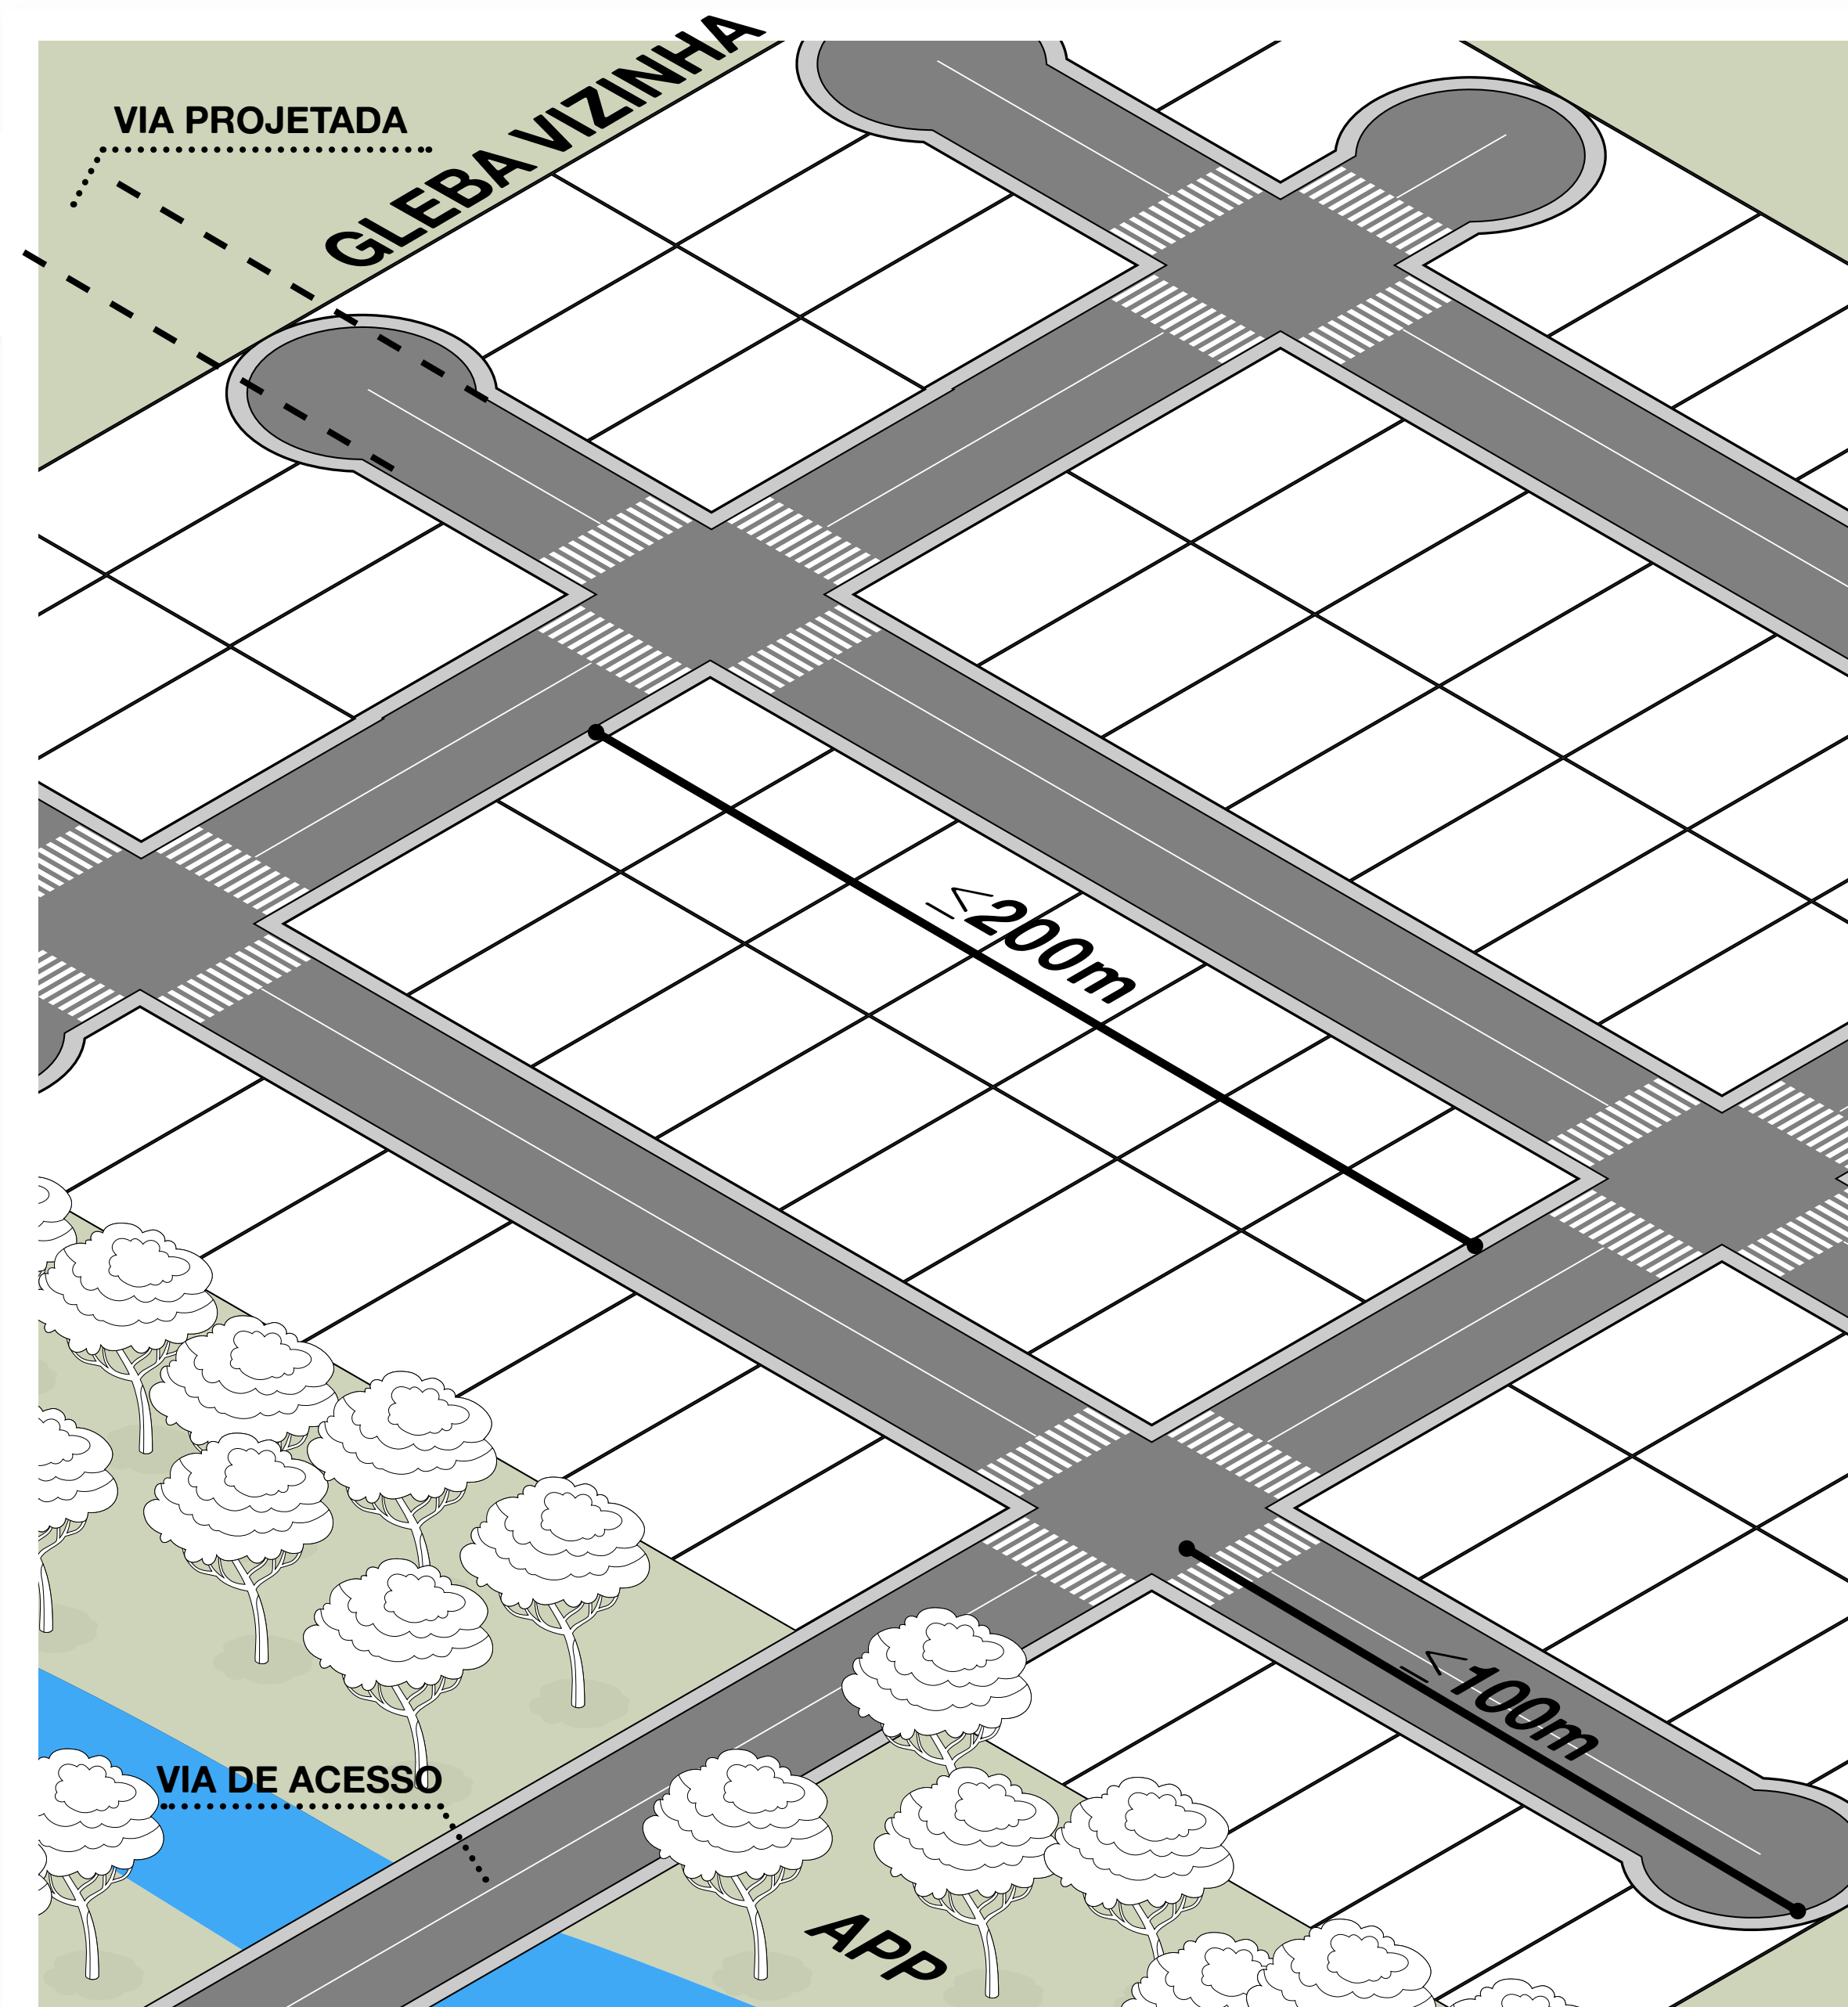 VIA PROJETADA
GLEBA VIZINHA
≤200m
≤100m
VIA DE ACESSO
APP